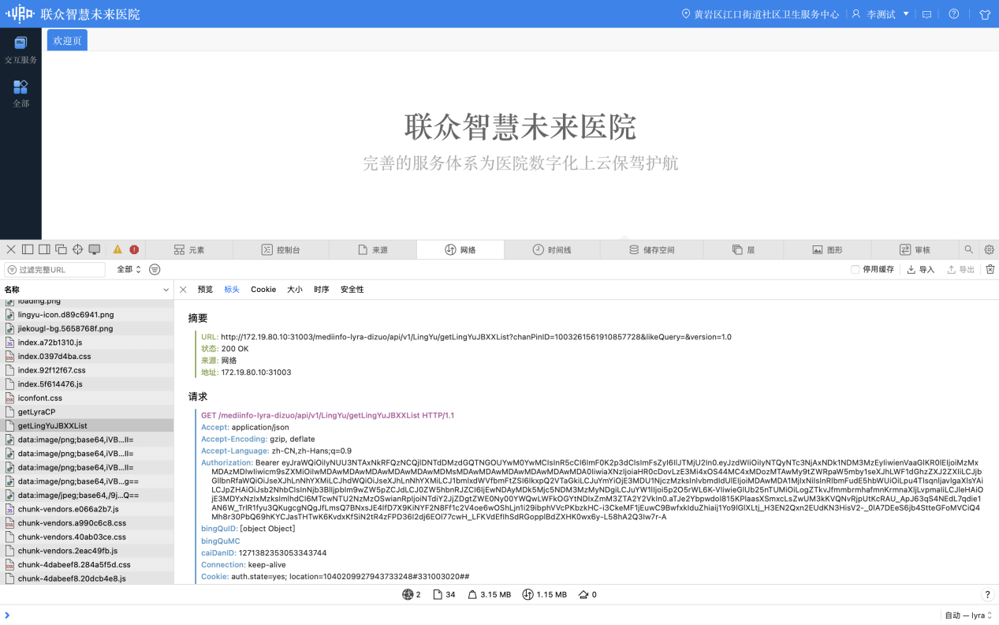 LYRA 联众智慧未来医院
黄岩区江口街道社区卫生服务中心 李测试
欢迎页
交互服务
全部
联众智慧未来医院
完善的服务体系为医院数字化上云保驾护航
元素 控制台 来源 网络 时间线 储存空间 层 图形 审核
过滤完整URL 全部 停用缓存 导入 导出
名称 预览 标头 Cookie 大小 时序 安全性
loading.png
lingyu-icon.d89c6941.png
jiekougl-bg.5658768f.png
index.a72b1310.js
index.0397d4ba.css
index.92f12f67.css
index.5f614476.js
iconfont.css
getLyraCP
getLingYuJBXXList
data:image/png;base64,iVB...II=
data:image/png;base64,iVB...II=
data:image/png;base64,iVB...II=
data:image/png;base64,iVB...g==
data:image/jpeg;base64,/9j...Q==
chunk-vendors.e066a2b7.js
chunk-vendors.a990c6c8.css
chunk-vendors.40ab03ce.css
chunk-vendors.2eac49fb.js
chunk-4dabeef8.284a5f5d.css
chunk-4dabeef8.20dcb4e8.js
摘要
URL: http://172.19.80.10:31003/mediinfo-lyra-dizuo/api/v1/LingYu/getLingYuJBXXList?chanPinID=1003261561910857728&likeQuery=&version=1.0
状态: 200 OK
来源: 网络
地址: 172.19.80.10:31003
请求
GET /mediinfo-lyra-dizuo/api/v1/LingYu/getLingYuJBXXList HTTP/1.1
Accept: application/json
Accept-Encoding: gzip, deflate
Accept-Language: zh-CN,zh-Hans;q=0.9
Authorization: Bearer
bingQuID: [object Object]
bingQuMC
caiDanID: 1271382353053343744
Connection: keep-alive
Cookie: auth.state=yes; location=1040209927943733248#331003020##
2 34 3.15 MB 1.15 MB 0 ?
自动 — lyra